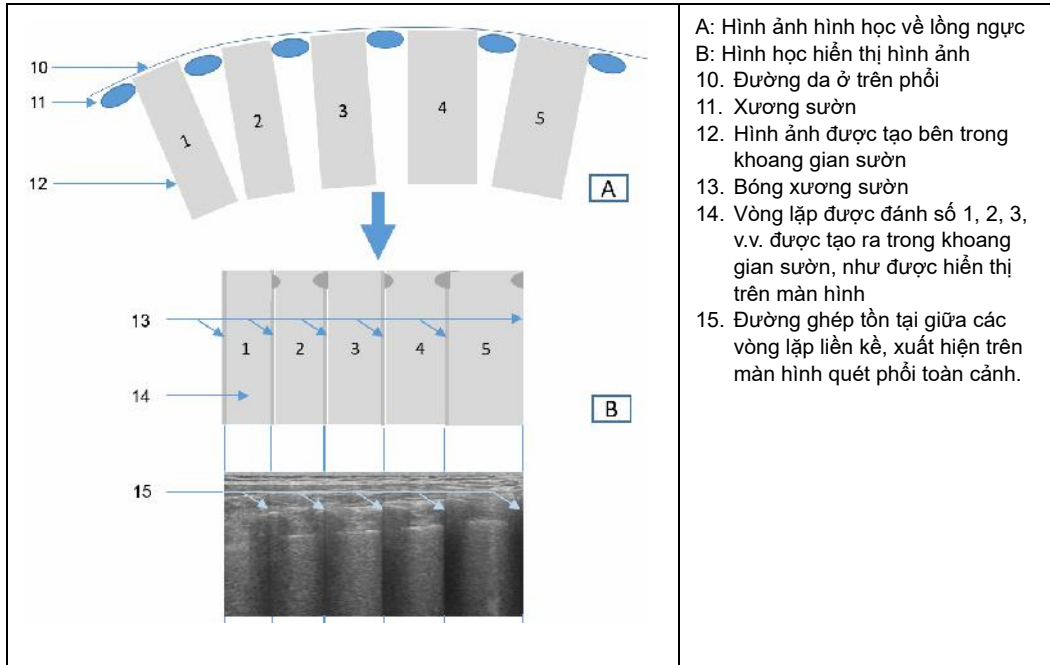 10
11
12
1
2
3
4
5
A
13
1 2 3 4 5
14
B
15
A: Hình ảnh hình học về lồng ngực
B: Hình học hiển thị hình ảnh
10. Đường da ở trên phổi
11. Xương sườn
12. Hình ảnh được tạo bên trong
khoang gian sườn
13. Bóng xương sườn
14. Vòng lặp được đánh số 1, 2, 3,
v.v. được tạo ra trong khoang
gian sườn, như được hiển thị
trên màn hình
15. Đường ghép tồn tại giữa các
vòng lặp liền kề, xuất hiện trên
màn hình quét phổi toàn cảnh.